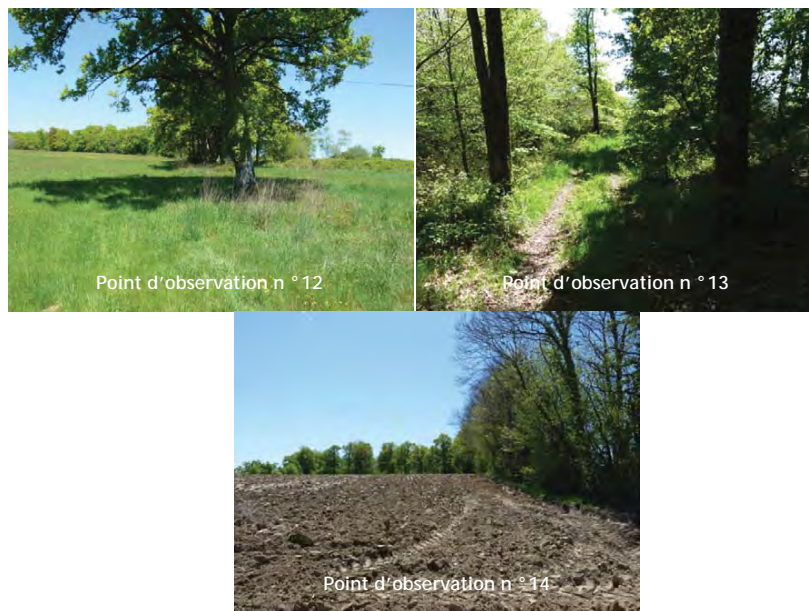 Point d'observation n °12
Point d'observation n °13
Point d'observation n °14